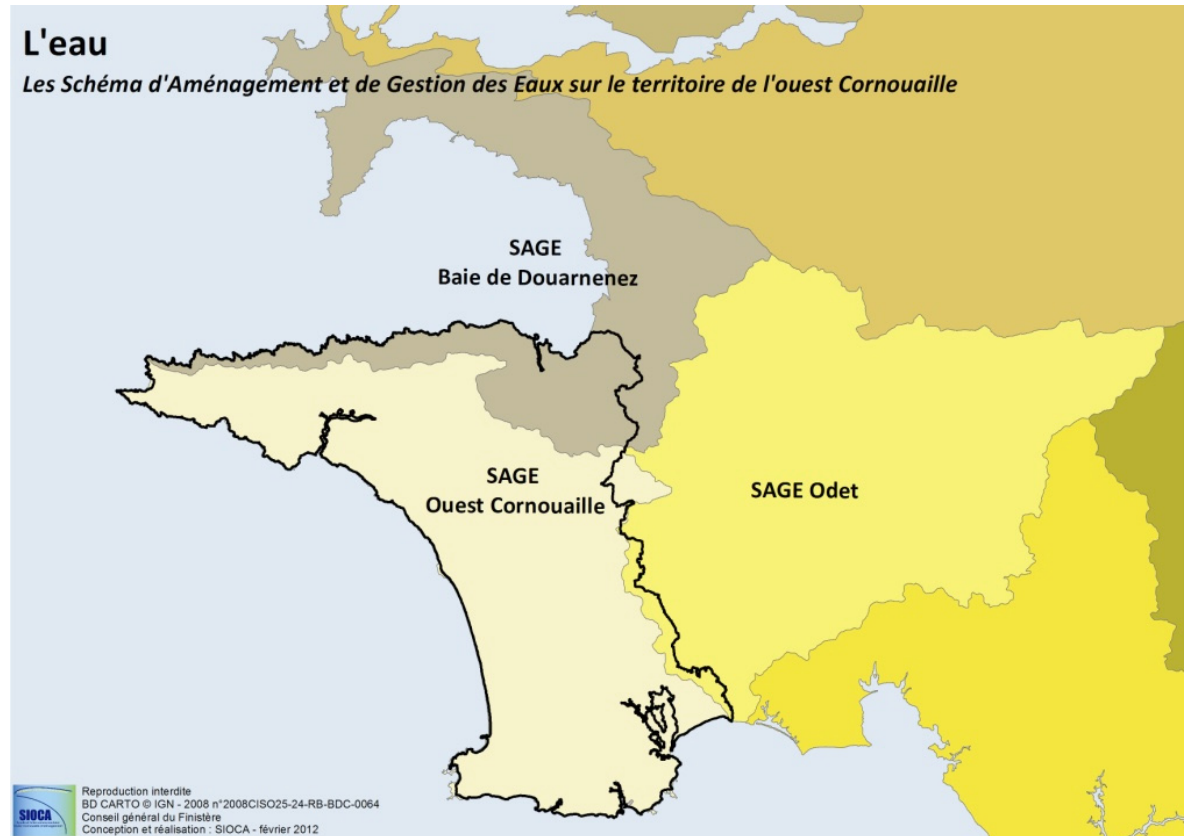 L'eau
Les Schéma d'Aménagement et de Gestion des Eaux sur le territoire de l'ouest Cornouaille
SAGE
Baie de Douarnenez
SAGE
Ouest Cornouaille
SAGE Odet
SIOCA
Reproduction interdite
BD CARTO © IGN - 2008 n°2008CISO25-24-RB-BDC-0064
Conseil général du Finistère
Conception et réalisation : SIOCA - février 2012